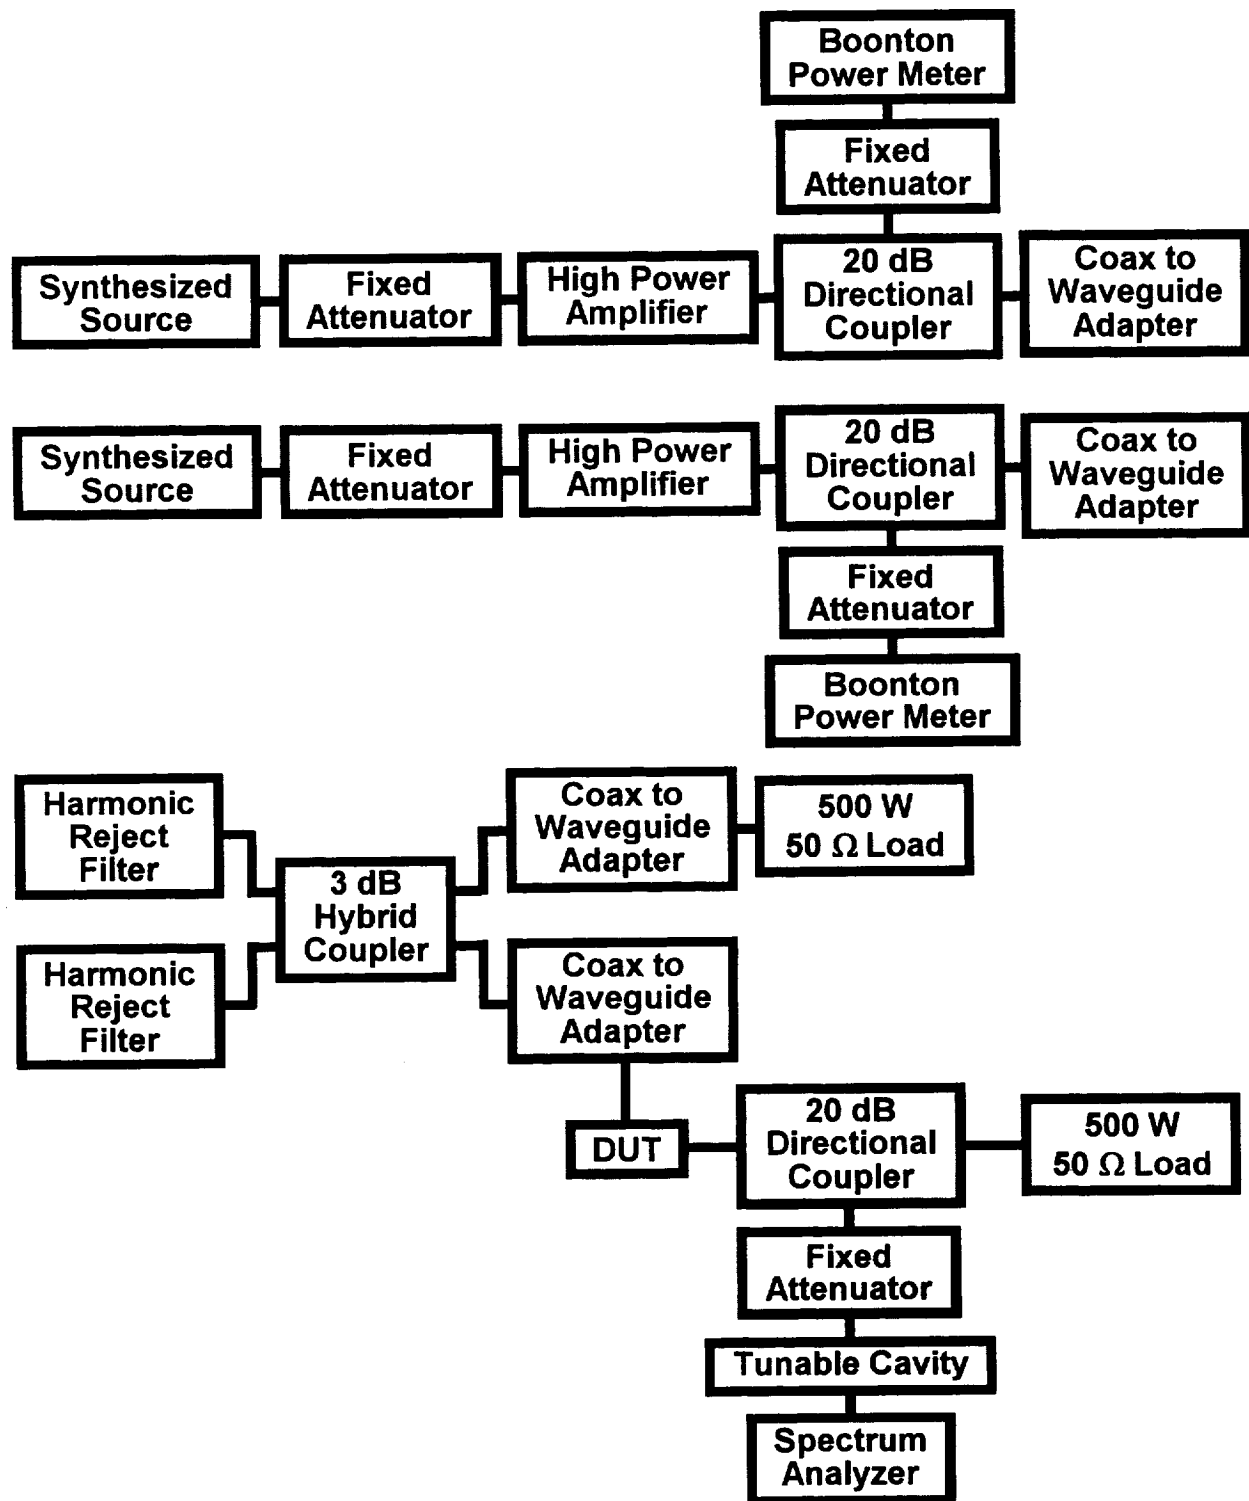 Boonton
Power Meter
Fixed
Attenuator
Synthesized
Source
Fixed
Attenuator
High Power
Amplifier
20 dB
Directional
Coupler
Coax to
Waveguide
Adapter
Synthesized
Source
Fixed
Attenuator
High Power
Amplifier
20 dB
Directional
Coupler
Coax to
Waveguide
Adapter
Fixed
Attenuator
Boonton
Power Meter
Harmonic
Reject
Filter
Harmonic
Reject
Filter
3 dB
Hybrid
Coupler
Coax to
Waveguide
Adapter
500 W
50 Ω Load
Coax to
Waveguide
Adapter
DUT
20 dB
Directional
Coupler
500 W
50 Ω Load
Fixed
Attenuator
Tunable Cavity
Spectrum
Analyzer